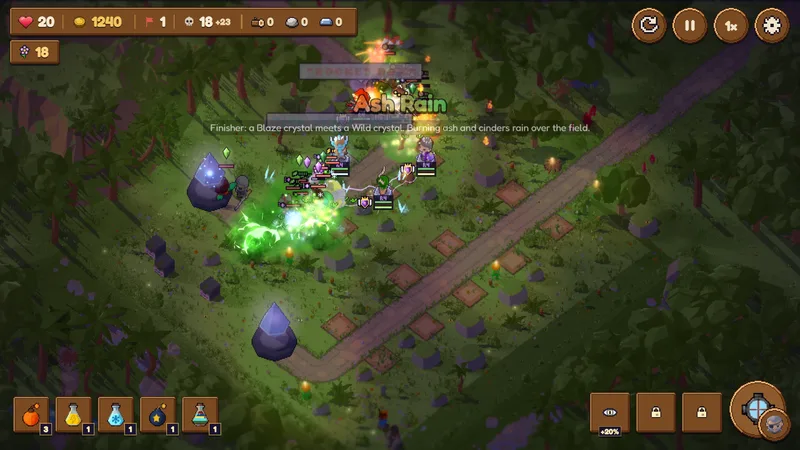 20 1240 1 18 +23 0 0 0
1x
18
Ash Rain
Finisher: a Blaze crystal meets a Wild crystal. Burning ash and cinders rain over the field.
3 1 1 1 1
+20%